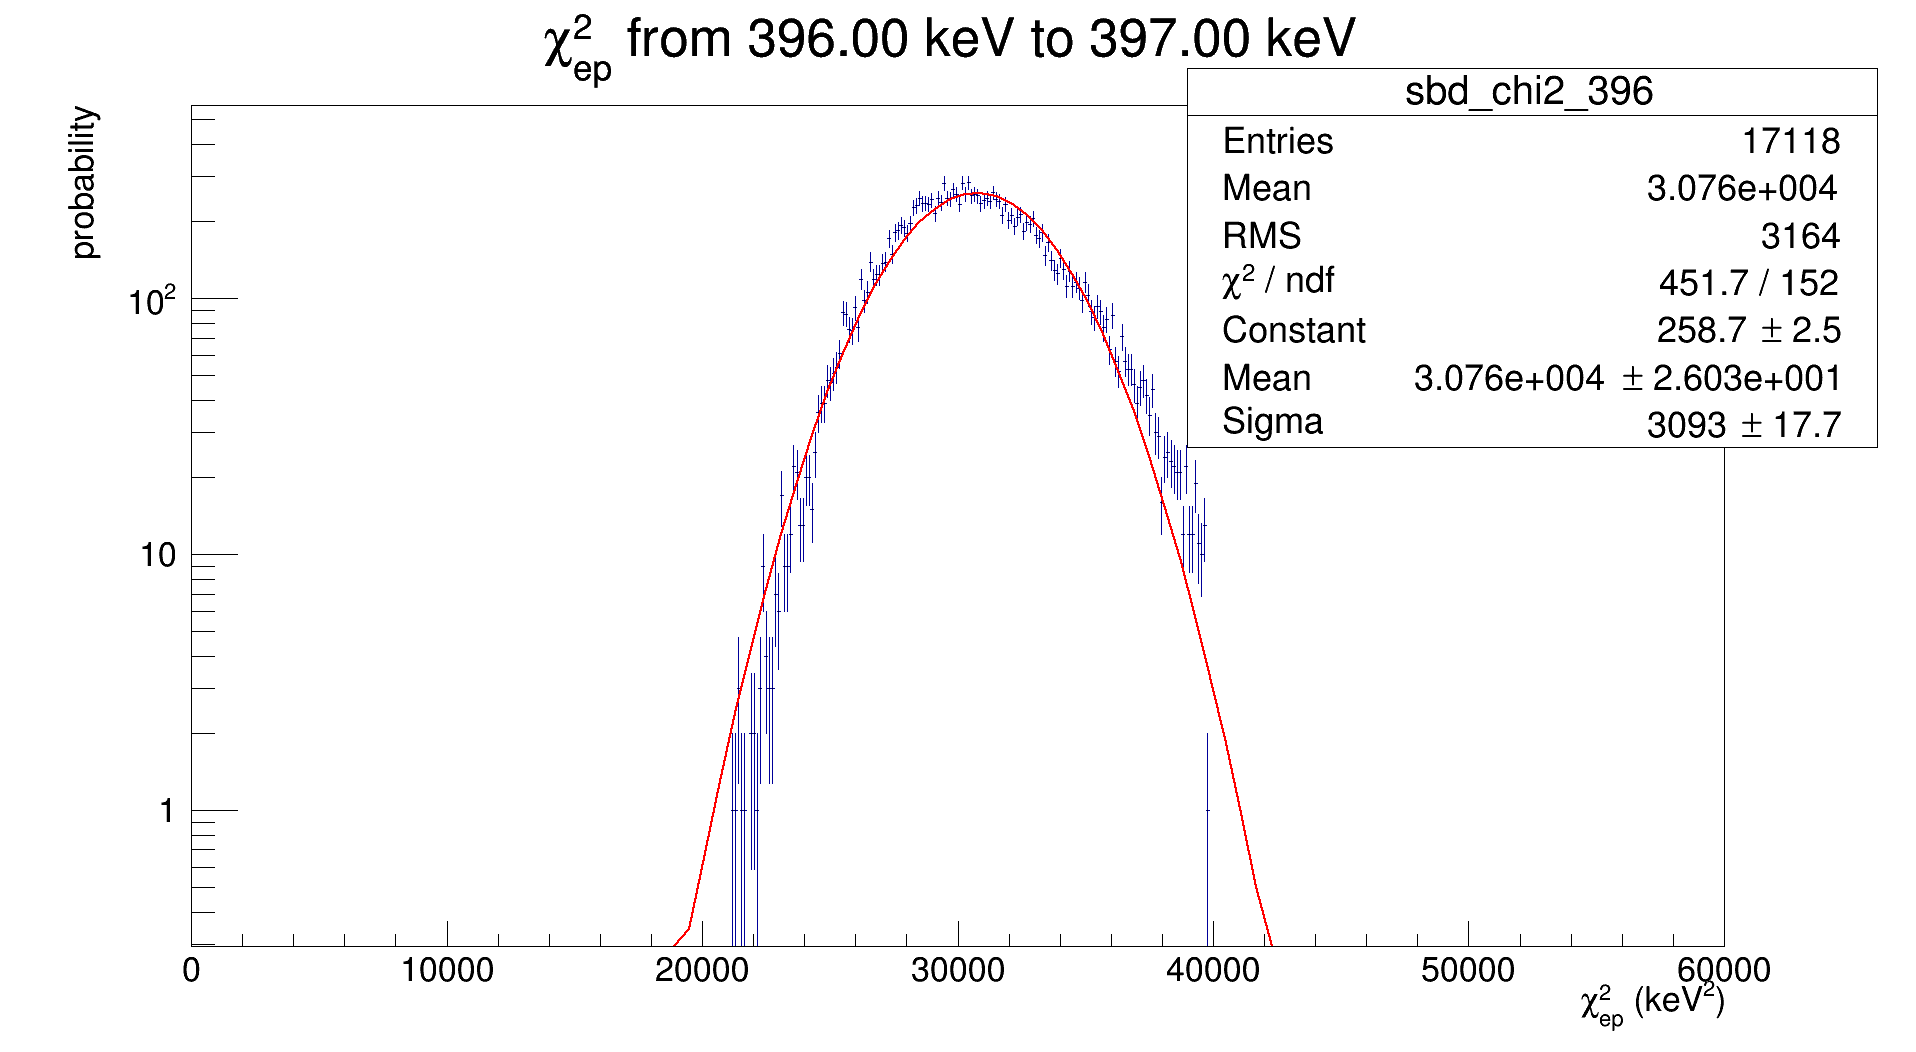 χ²ep from 396.00 keV to 397.00 keV
probability
sbd_chi2_396
Entries 17118
Mean 3.076e+004
RMS 3164
χ² / ndf 451.7 / 152
Constant 258.7 ± 2.5
Mean 3.076e+004 ± 2.603e+001
Sigma 3093 ± 17.7
10²
10
1
0 10000 20000 30000 40000 50000 60000
χ²ep (keV²)